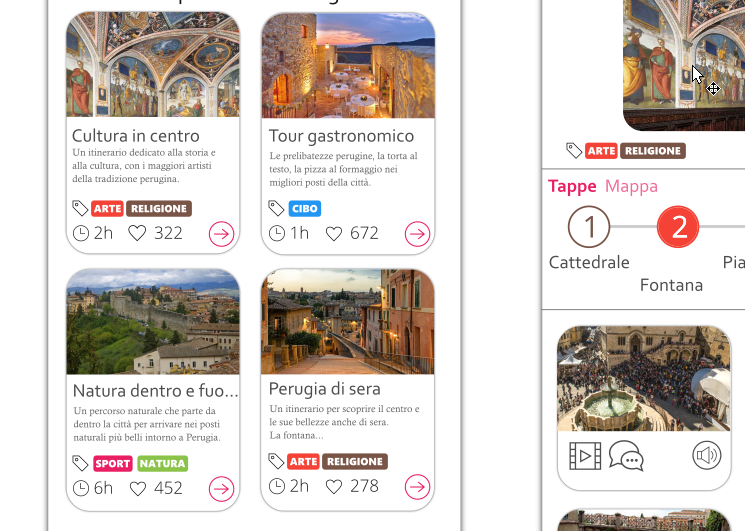 Cultura in centro
Un itinerario dedicato alla storia e
alla cultura, con i maggiori artisti
della tradizione perugina.
ARTE RELIGIONE
2h 322
Tour gastronomico
Le prelibatezze perugine, la torta al
testo, la pizza al formaggio nei
migliori posti della città.
CIBO
1h 672
Natura dentro e fuo...
Un percorso naturale che parte da
dentro la città per arrivare nei posti
naturali più belli intorno a Perugia.
SPORT NATURA
6h 452
Perugia di sera
Un itinerario per scoprire il centro e
le sue bellezze anche di sera.
La fontana...
ARTE RELIGIONE
2h 278
ARTE RELIGIONE
Tappe Mappa
1 2
Cattedrale Pia
Fontana